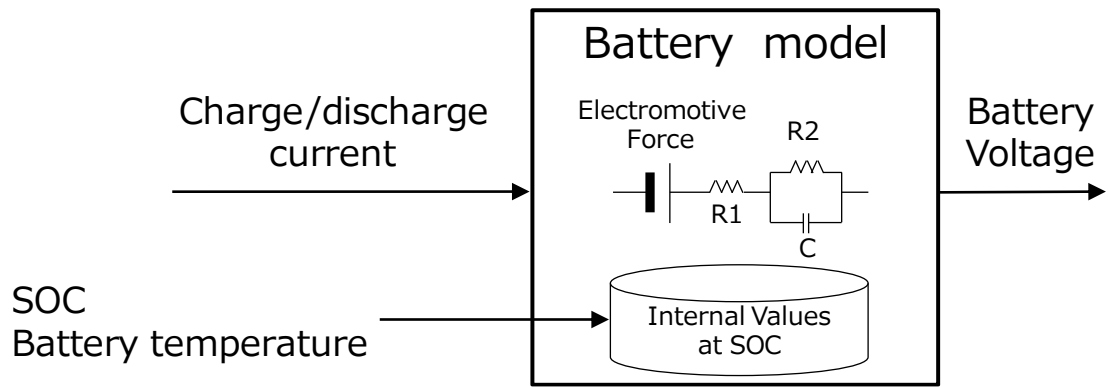 Battery model
Charge/discharge
current
Electromotive
Force
R2
R1
C
Battery
Voltage
SOC
Battery temperature
Internal Values
at SOC